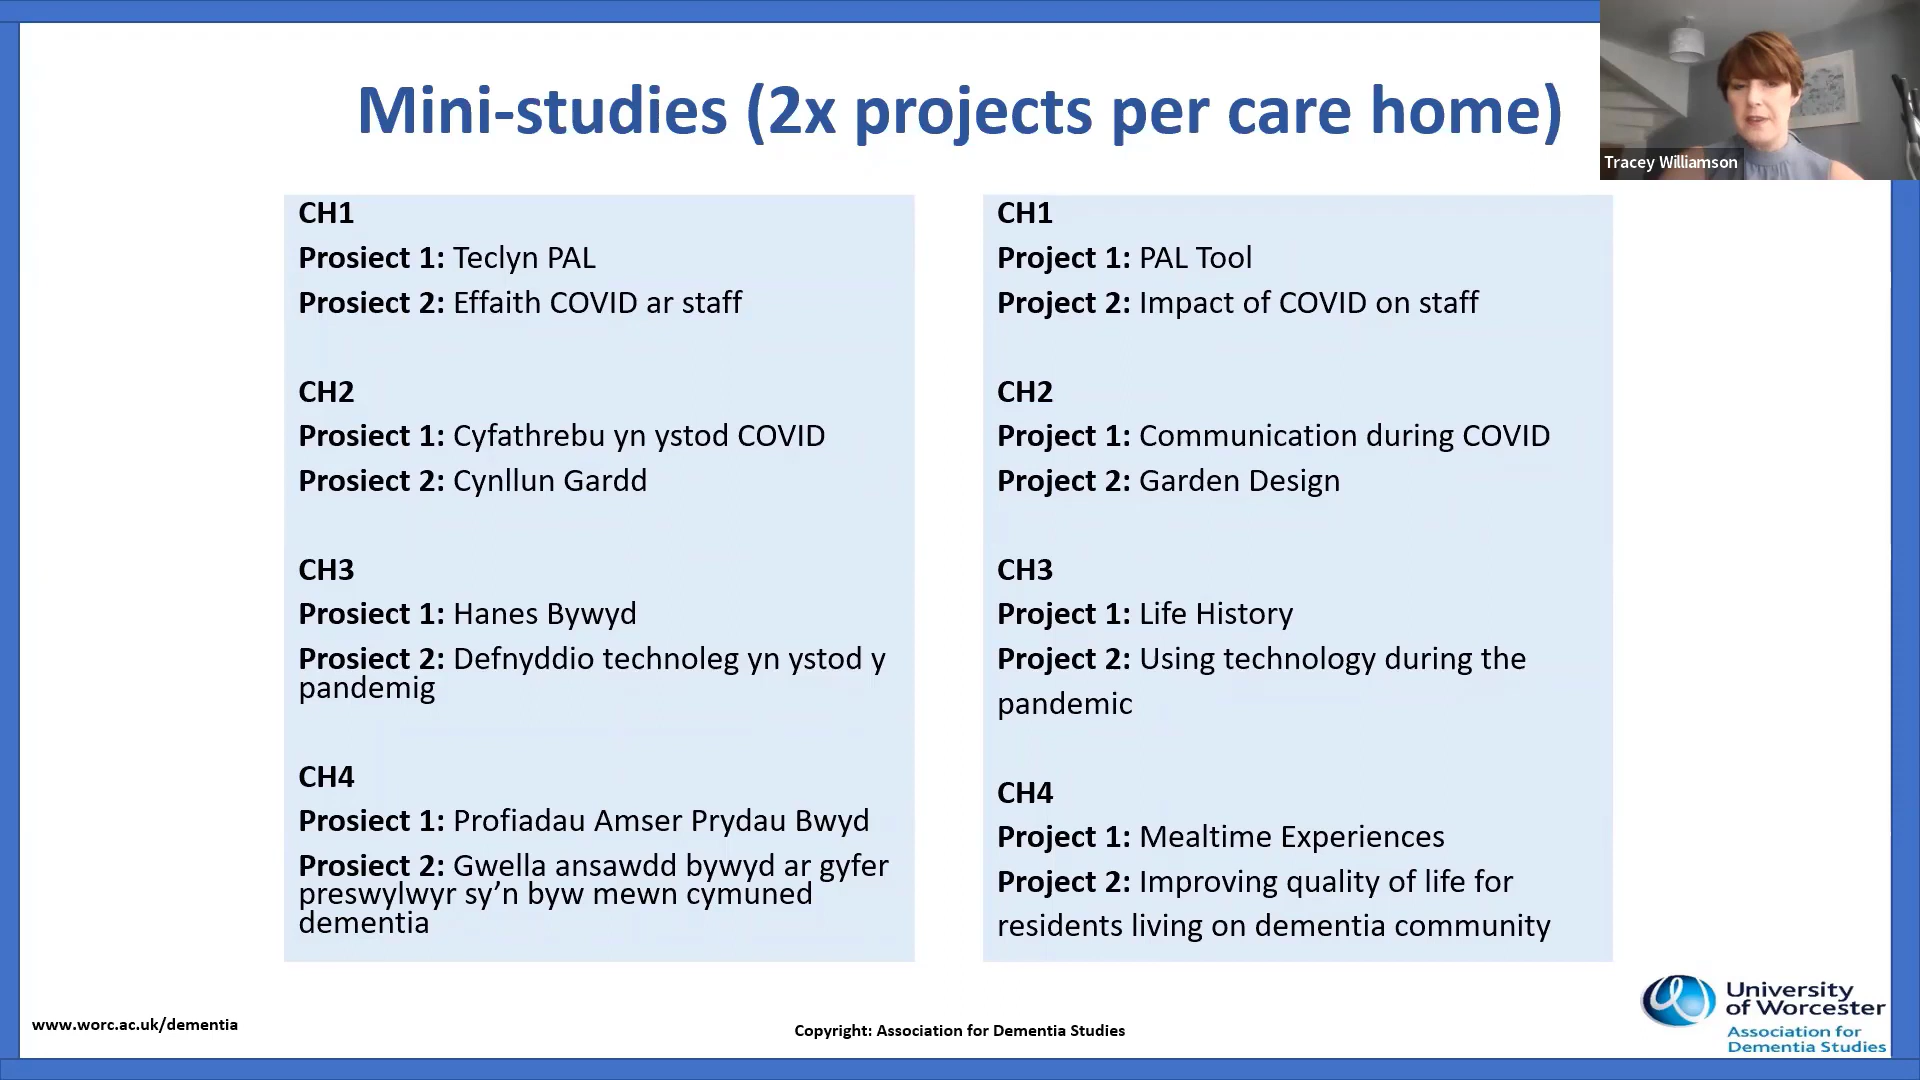 Mini-studies (2x projects per care home)
Tracey Williamson
CH1
Prosiect 1: Teclyn PAL
Prosiect 2: Effaith COVID ar staff
CH2
Prosiect 1: Cyfathrebu yn ystod COVID
Prosiect 2: Cynllun Gardd
CH3
Prosiect 1: Hanes Bywyd
Prosiect 2: Defnyddio technoleg yn ystod y
pandemig
CH4
Prosiect 1: Profiadau Amser Prydau Bwyd
Prosiect 2: Gwella ansawdd bywyd ar gyfer
preswylwyr sy’n byw mewn cymuned
dementia
CH1
Project 1: PAL Tool
Project 2: Impact of COVID on staff
CH2
Project 1: Communication during COVID
Project 2: Garden Design
CH3
Project 1: Life History
Project 2: Using technology during the
pandemic
CH4
Project 1: Mealtime Experiences
Project 2: Improving quality of life for
residents living on dementia community
www.worc.ac.uk/dementia
Copyright: Association for Dementia Studies
University
of Worcester
Association for
Dementia Studies